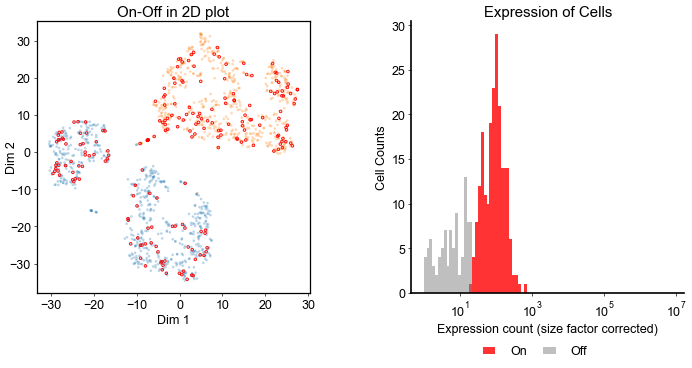 On-Off in 2D plot
Dim 2
30
20
10
0
−10
−20
−30
−30 −20 −10 0 10 20 30
Dim 1
Expression of Cells
Cell Counts
30
25
20
15
10
5
0
10^1 10^3 10^5 10^7
Expression count (size factor corrected)
On Off